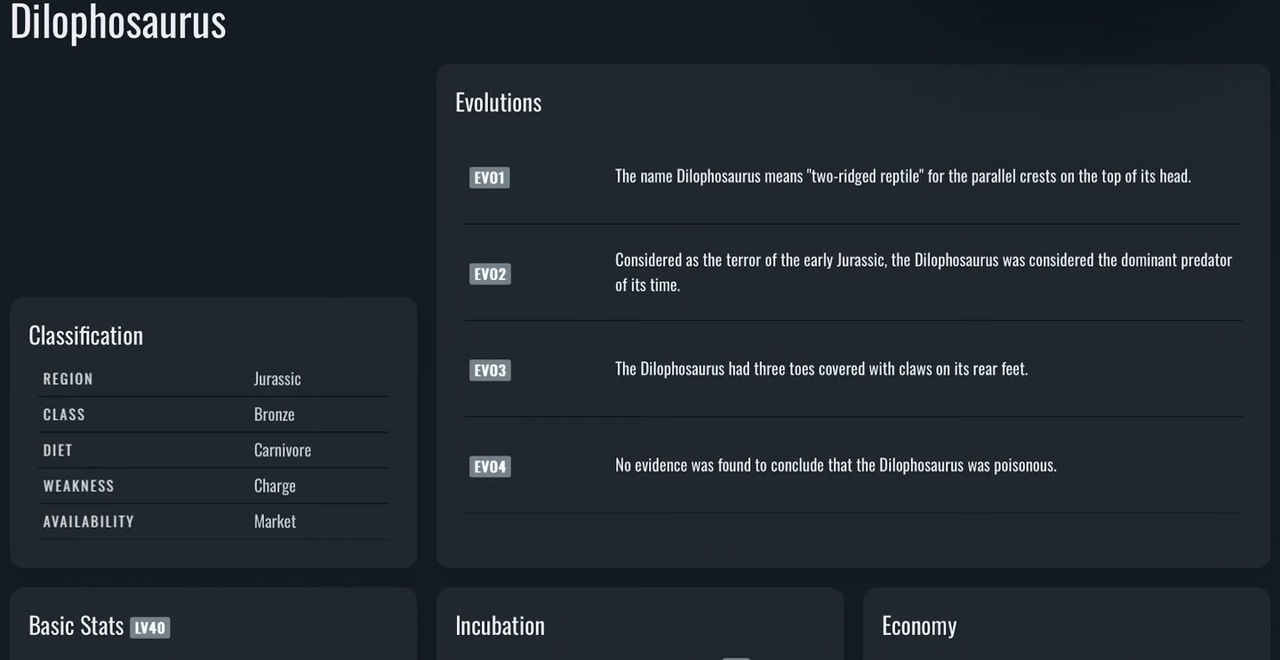 Dilophosaurus
Evolutions
EVO1 The name Dilophosaurus means "two-ridged reptile" for the parallel crests on the top of its head.
EVO2 Considered as the terror of the early Jurassic, the Dilophosaurus was considered the dominant predator
of its time.
EVO3 The Dilophosaurus had three toes covered with claws on its rear feet.
EVO4 No evidence was found to conclude that the Dilophosaurus was poisonous.
Classification
REGION Jurassic
CLASS Bronze
DIET Carnivore
WEAKNESS Charge
AVAILABILITY Market
Basic Stats LV40
Incubation
Economy